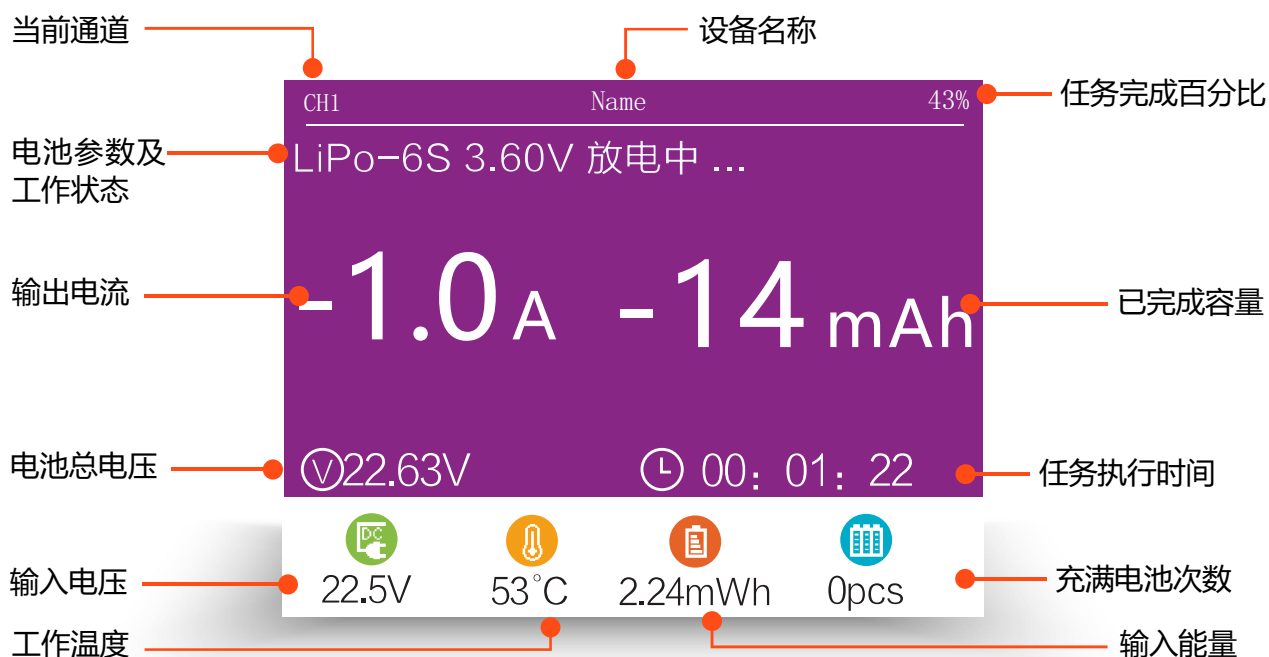 当前通道
设备名称
CH1 Name 43%
任务完成百分比
电池参数及
工作状态
LiPo-6S 3.60V 放电中 ...
输出电流
-1.0A -14mAh
已完成容量
电池总电压
V22.63V 00: 01: 22
任务执行时间
DC
输入电压
22.5V 53°C 2.24mWh 0pcs
充满电池次数
工作温度
输入能量